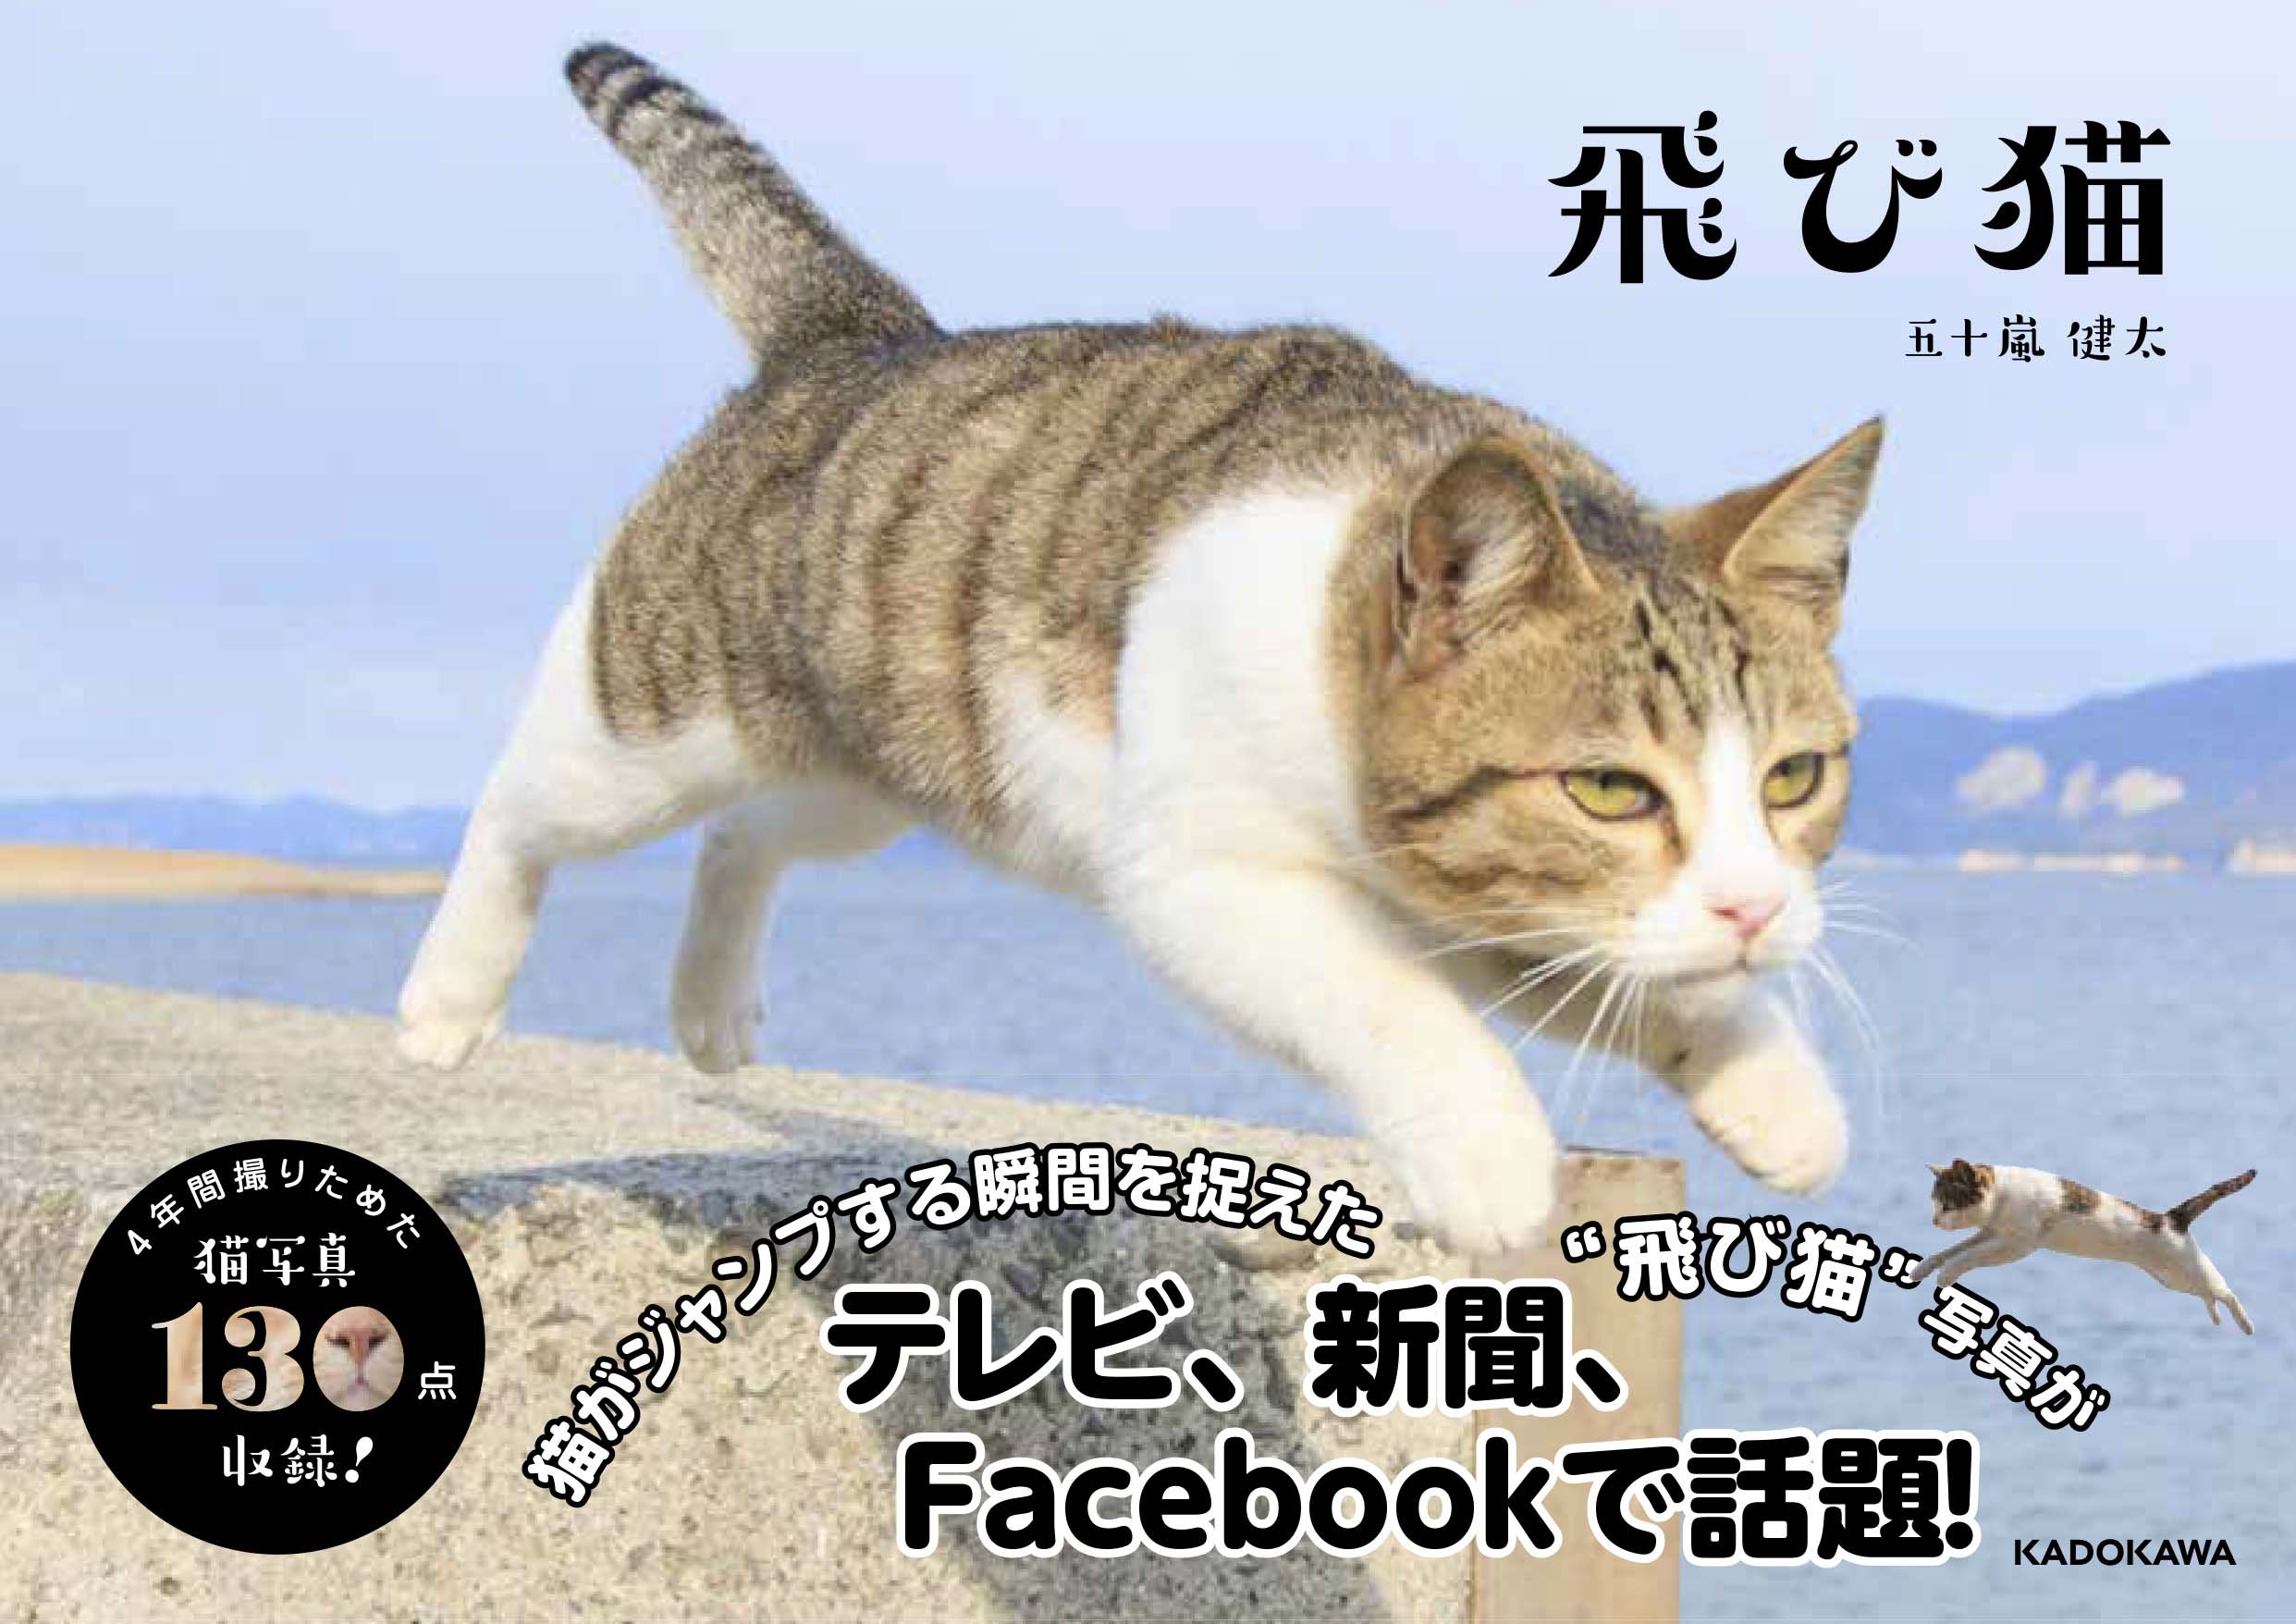 飛び猫
五十嵐 健太
4年間撮りためた
猫写真
130点
収録!
猫がジャンプする瞬間を捉えた
“飛び猫”写真が
テレビ、新聞、
Facebookで話題!
KADOKAWA